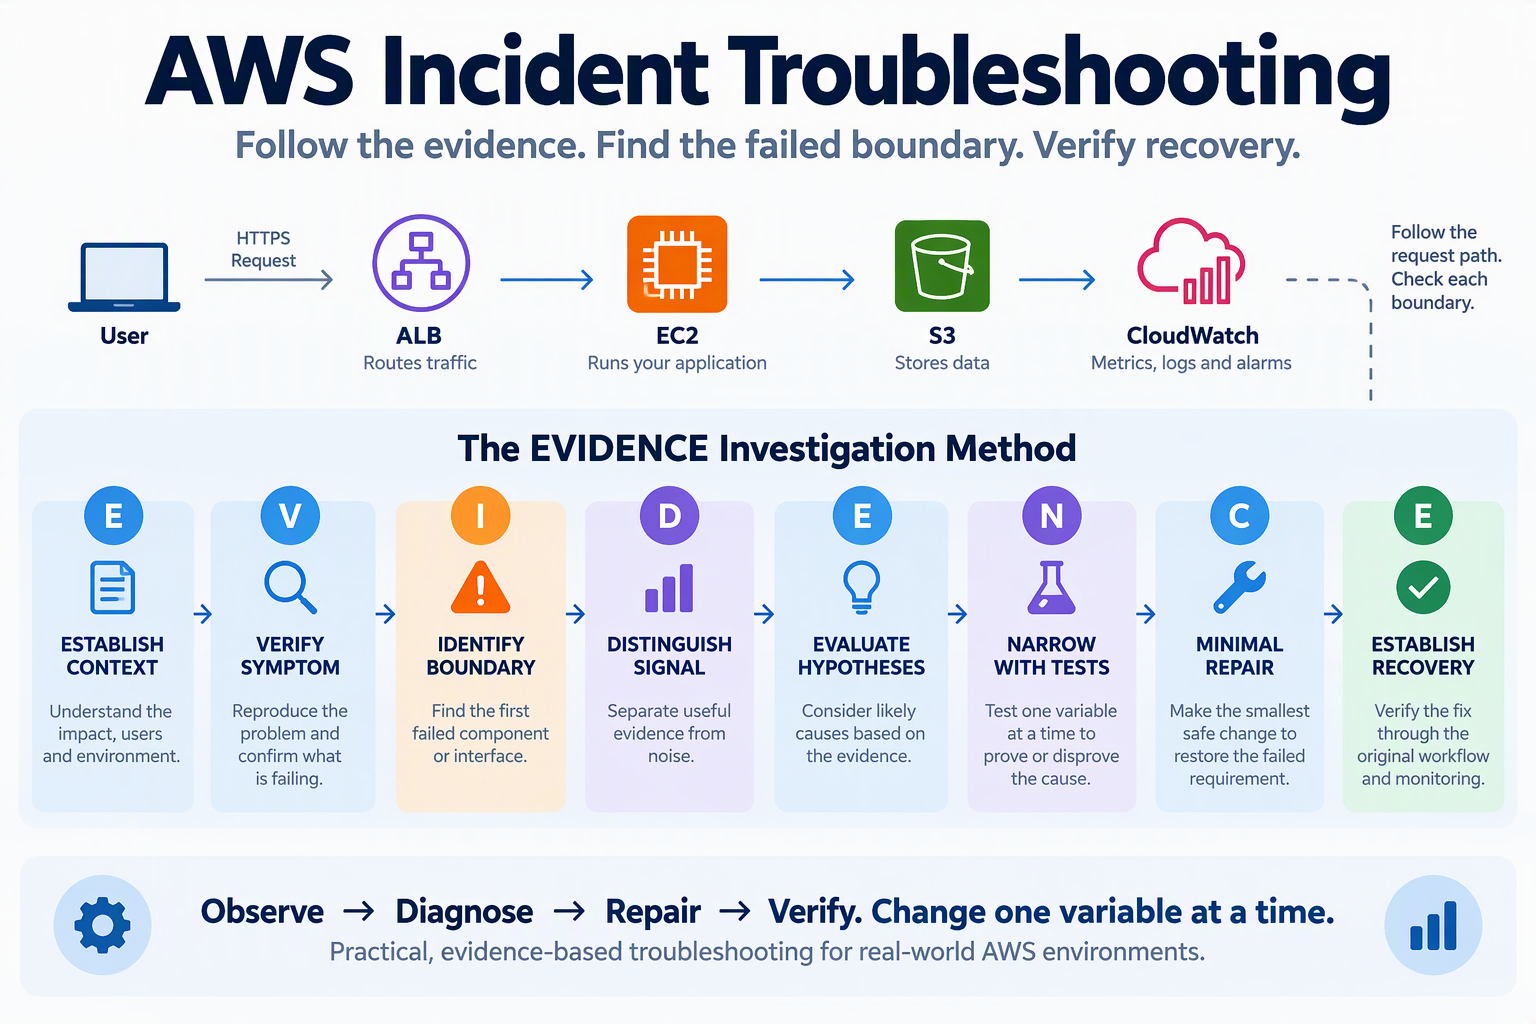 AWS Incident Troubleshooting
Follow the evidence. Find the failed boundary. Verify recovery.
HTTPS
Request
User
ALB
Routes traffic
EC2
Runs your application
S3
Stores data
CloudWatch
Metrics, logs and alarms
Follow the
request path.
Check each
boundary.
The EVIDENCE Investigation Method
E
ESTABLISH
CONTEXT
Understand the
impact, users
and environment.
V
VERIFY
SYMPTOM
Reproduce the
problem and
confirm what
is failing.
I
IDENTIFY
BOUNDARY
Find the first
failed component
or interface.
D
DISTINGUISH
SIGNAL
Separate useful
evidence from
noise.
E
EVALUATE
HYPOTHESES
Consider likely
causes based on
the evidence.
N
NARROW
WITH TESTS
Test one variable
at a time to
prove or disprove
the cause.
C
MINIMAL
REPAIR
Make the smallest
safe change to
restore the failed
requirement.
E
ESTABLISH
RECOVERY
Verify the fix
through the
original workflow
and monitoring.
Observe → Diagnose → Repair → Verify. Change one variable at a time.
Practical, evidence-based troubleshooting for real-world AWS environments.